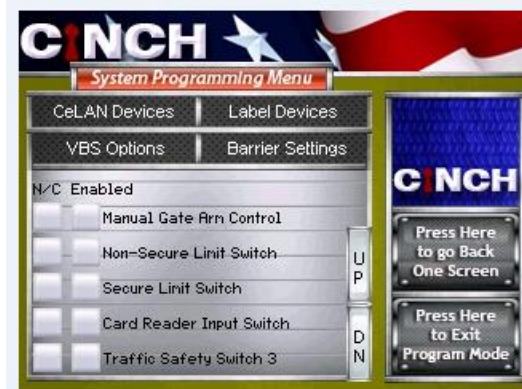 CINCH
System Programming Menu
CeLAN Devices
Label Devices
VBS Options
Barrier Settings
N/C Enabled
Manual Gate Arm Control
Non-Secure Limit Switch
Secure Limit Switch
Card Reader Input Switch
Traffic Safety Switch 3
UP
DN
CINCH
Press Here
to go Back
One Screen
Press Here
to Exit
Program Mode